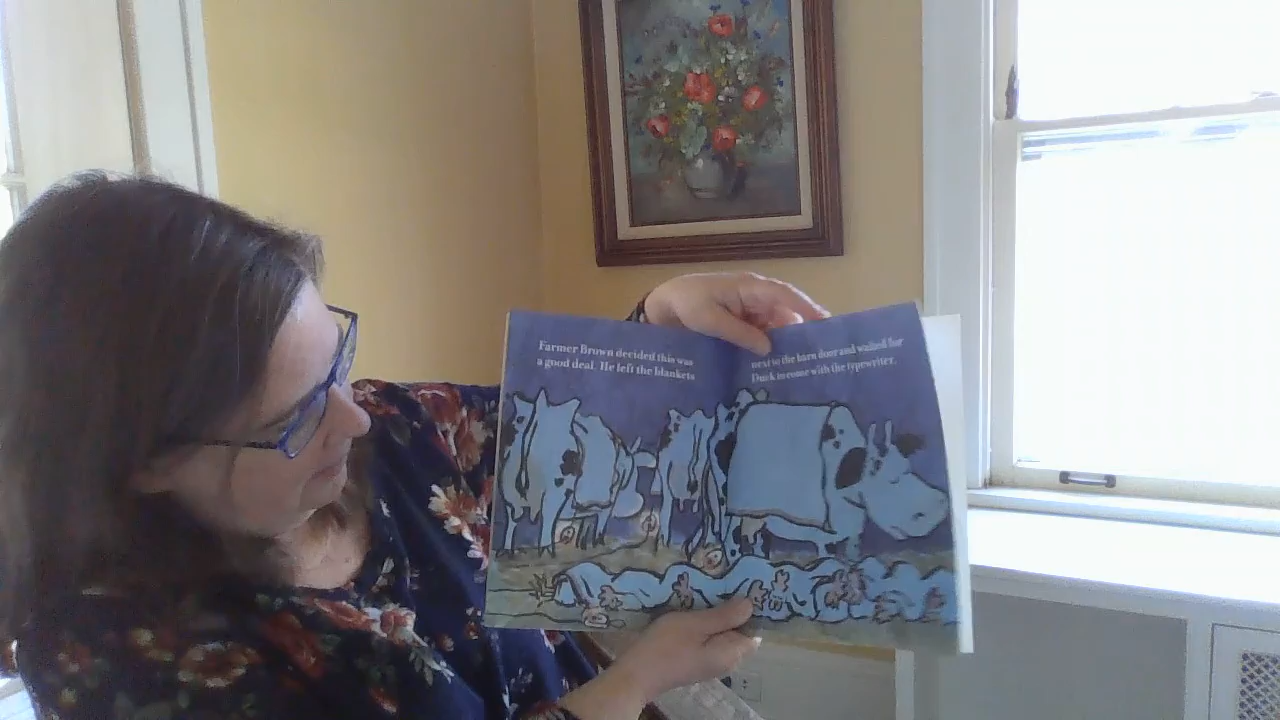 Farmer Brown decided this was
a good deal. He left the blankets
next to the barn door and waited for
Duck to come with the typewriter.